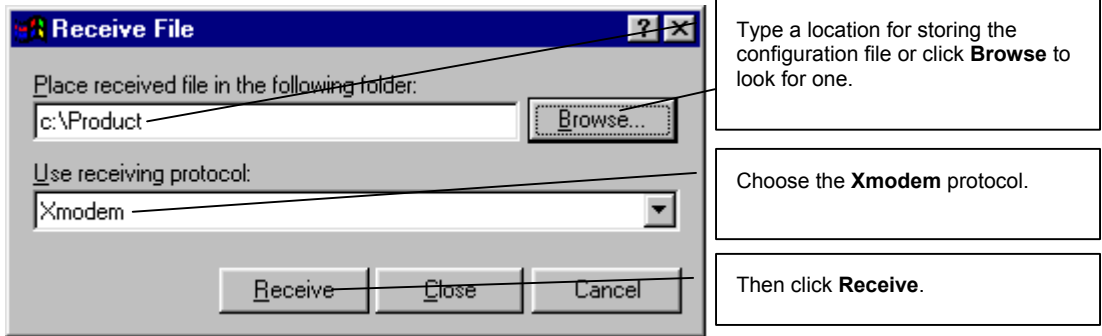 Receive File
Place received file in the following folder:
c:\Product
Browse...
Use receiving protocol:
Xmodem
Receive
Close
Cancel
Type a location for storing the
configuration file or click Browse to
look for one.
Choose the Xmodem protocol.
Then click Receive.